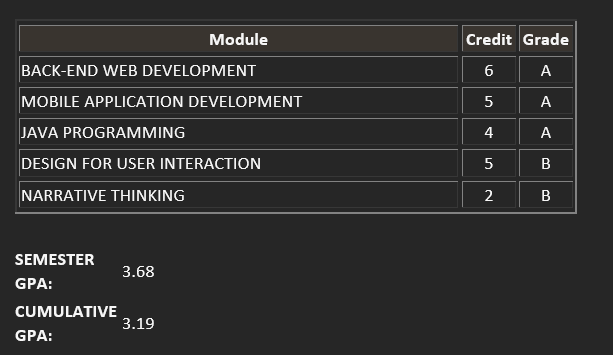 Module Credit Grade
BACK-END WEB DEVELOPMENT 6 A
MOBILE APPLICATION DEVELOPMENT 5 A
JAVA PROGRAMMING 4 A
DESIGN FOR USER INTERACTION 5 B
NARRATIVE THINKING 2 B
SEMESTER
GPA: 3.68
CUMULATIVE
GPA: 3.19